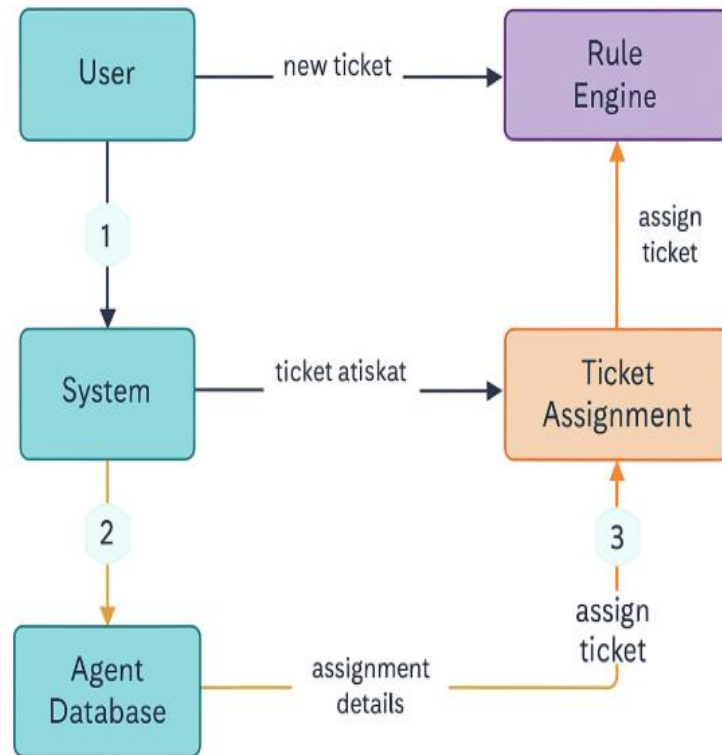 User
new ticket
Rule
Engine
1
assign
ticket
System
ticket atiskat
Ticket
Assignment
2
3
assign
ticket
Agent
Database
assignment
details